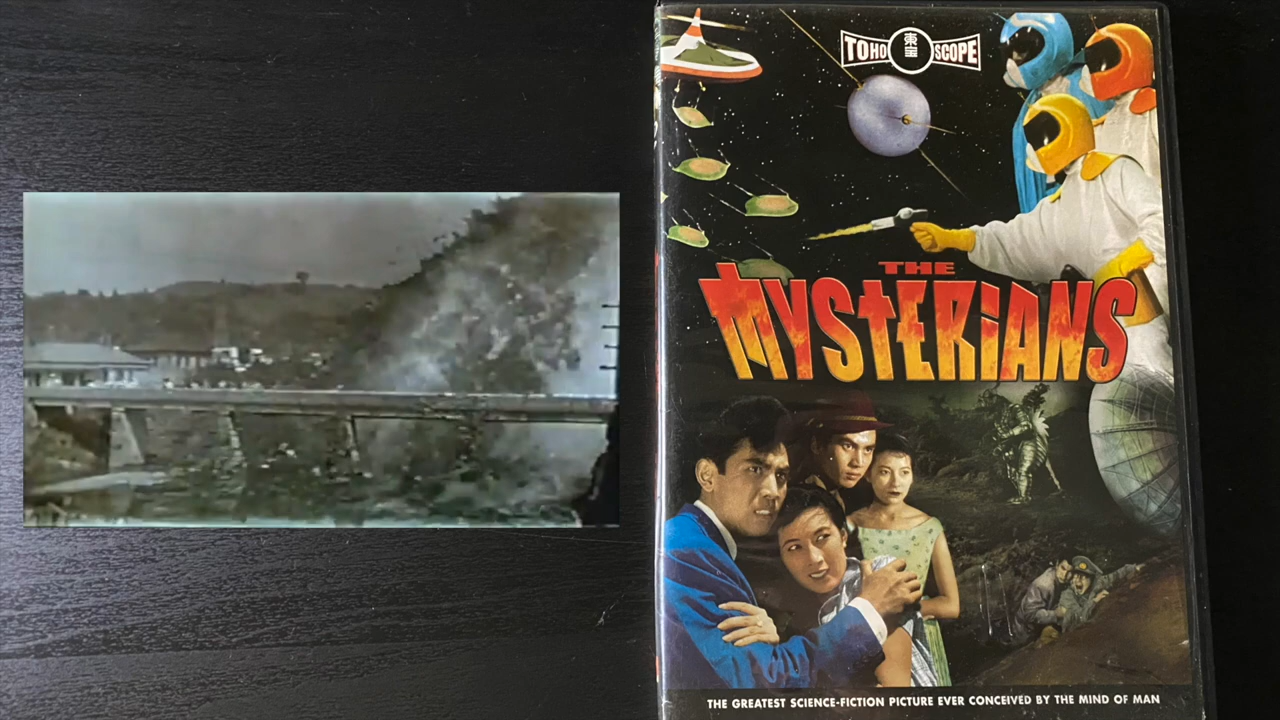 TOHO 東宝 SCOPE
THE
MYSTERIANS
THE GREATEST SCIENCE-FICTION PICTURE EVER CONCEIVED BY THE MIND OF MAN